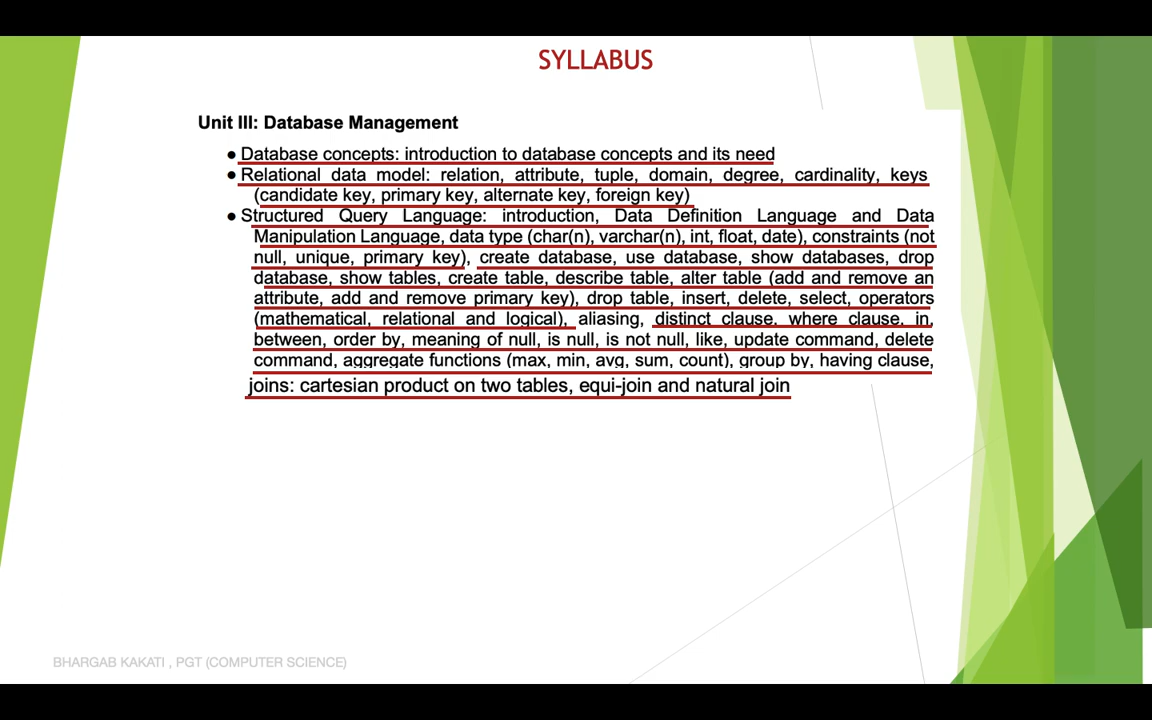 SYLLABUS
Unit III: Database Management
● Database concepts: introduction to database concepts and its need
● Relational data model: relation, attribute, tuple, domain, degree, cardinality, keys
(candidate key, primary key, alternate key, foreign key)
● Structured Query Language: introduction, Data Definition Language and Data
Manipulation Language, data type (char(n), varchar(n), int, float, date), constraints (not
null, unique, primary key), create database, use database, show databases, drop
database, show tables, create table, describe table, alter table (add and remove an
attribute, add and remove primary key), drop table, insert, delete, select, operators
(mathematical, relational and logical), aliasing, distinct clause, where clause, in,
between, order by, meaning of null, is null, is not null, like, update command, delete
command, aggregate functions (max, min, avg, sum, count), group by, having clause,
joins: cartesian product on two tables, equi-join and natural join
BHARGAB KAKATI , PGT (COMPUTER SCIENCE)